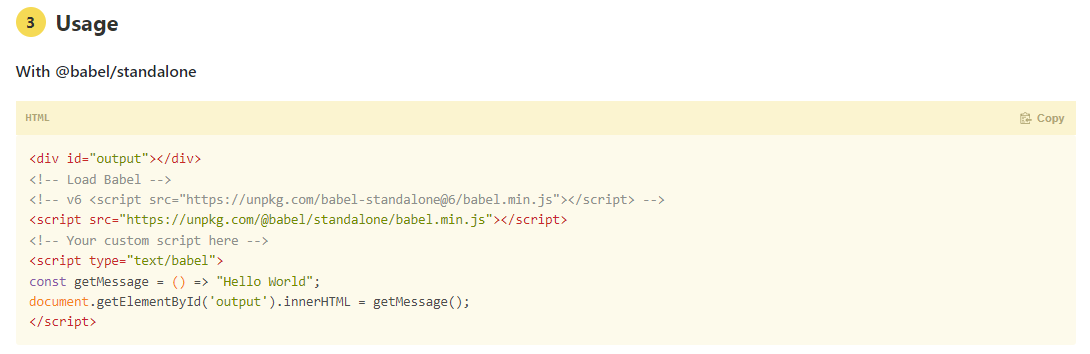 3 Usage
With @babel/standalone
HTML
Copy
<div id="output"></div>
<!-- Load Babel -->
<!-- v6 <script src="https://unpkg.com/babel-standalone@6/babel.min.js"></script> -->
<script src="https://unpkg.com/@babel/standalone/babel.min.js"></script>
<!-- Your custom script here -->
<script type="text/babel">
const getMessage = () => "Hello World";
document.getElementById('output').innerHTML = getMessage();
</script>